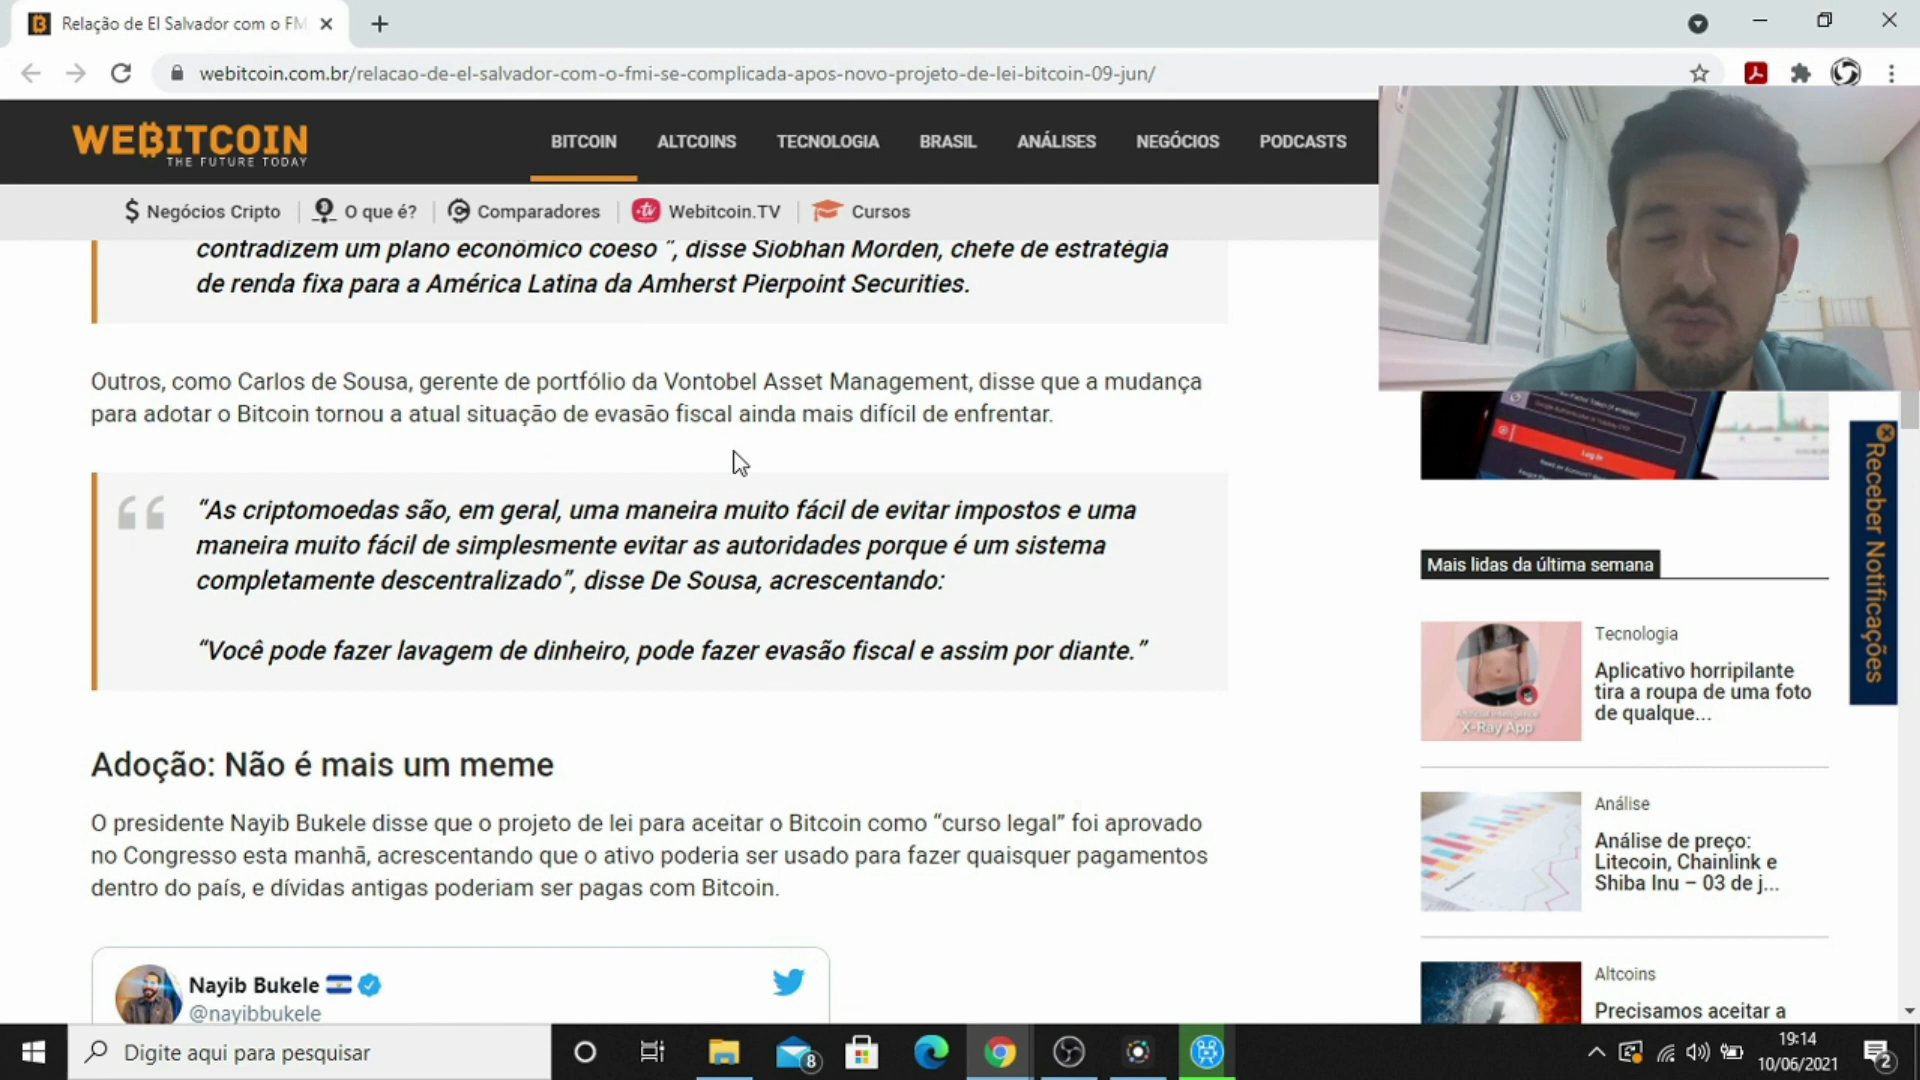 Relação de El Salvador com o FM
webitcoin.com.br/relacao-de-el-salvador-com-o-fmi-se-complicada-apos-novo-projeto-de-lei-bitcoin-09-jun/
WEBITCOIN
THE FUTURE TODAY
BITCOIN
ALTCOINS
TECNOLOGIA
BRASIL
ANÁLISES
NEGÓCIOS
PODCASTS
Negócios Cripto
O que é?
Comparadores
Webitcoin.TV
Cursos
contradizem um plano econômico coeso ”, disse Siobhan Morden, chefe de estratégia
de renda fixa para a América Latina da Amherst Pierpoint Securities.
Outros, como Carlos de Sousa, gerente de portfólio da Vontobel Asset Management, disse que a mudança
para adotar o Bitcoin tornou a atual situação de evasão fiscal ainda mais difícil de enfrentar.
“As criptomoedas são, em geral, uma maneira muito fácil de evitar impostos e uma
maneira muito fácil de simplesmente evitar as autoridades porque é um sistema
completamente descentralizado”, disse De Sousa, acrescentando:
“Você pode fazer lavagem de dinheiro, pode fazer evasão fiscal e assim por diante.”
Adoção: Não é mais um meme
O presidente Nayib Bukele disse que o projeto de lei para aceitar o Bitcoin como “curso legal” foi aprovado
no Congresso esta manhã, acrescentando que o ativo poderia ser usado para fazer quaisquer pagamentos
dentro do país, e dívidas antigas poderiam ser pagas com Bitcoin.
Nayib Bukele
@nayibbukele
Log In
Receber Notificações
Mais lidas da última semana
Tecnologia
Aplicativo horripilante
tira a roupa de uma foto
de qualque...
X-Ray App
Análise
Análise de preço:
Litecoin, Chainlink e
Shiba Inu – 03 de j...
Altcoins
Precisamos aceitar a
Digite aqui para pesquisar
8
19:14
10/06/2021
2